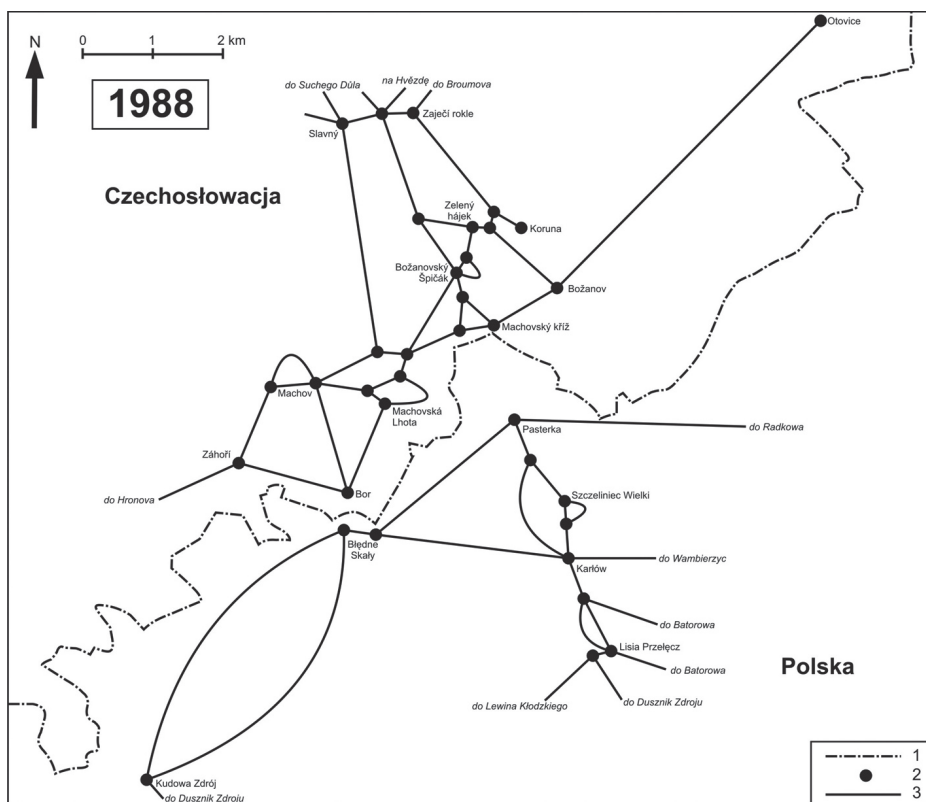 N
0 1 2 km
1988
Otovice
do Suchego Důla
na Hvězdę
do Broumova
Slavný
Zaječí rokle
Czechosłowacja
Zelený
hájek
Koruna
Božanovský
Špičák
Božanov
Machovský kříž
Machov
Machovská
Lhota
Pasterka
do Radkowa
Záhoří
do Hronova
Bor
Szczeliniec Wielki
Błędne
Skały
do Wambierzyc
Karłów
do Batorowa
Lisia Przełęcz
do Batorowa
Polska
do Lewina Kłodzkiego
do Dusznik Zdroju
Kudowa Zdrój
do Dusznik Zdroju
1
2
3